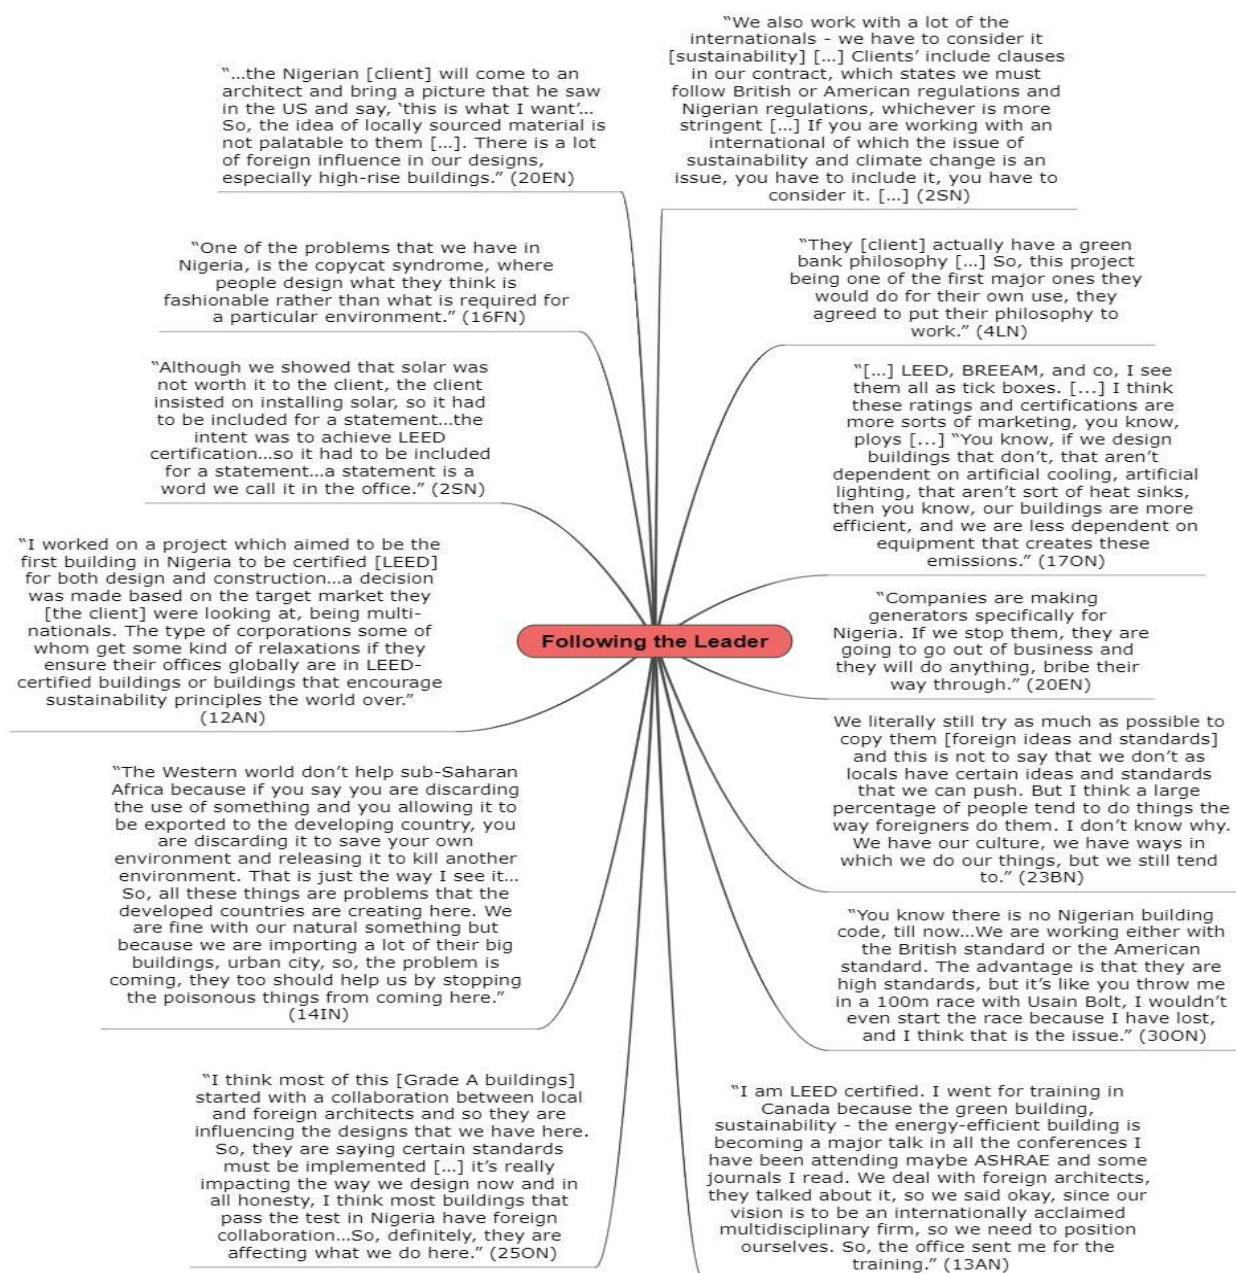 "...the Nigerian [client] will come to an
architect and bring a picture that he saw
in the US and say, 'this is what I want'...
So, the idea of locally sourced material is
not palatable to them [...]. There is a lot
of foreign influence in our designs,
especially high-rise buildings." (20EN)
"One of the problems that we have in
Nigeria, is the copycat syndrome, where
people design what they think is
fashionable rather than what is required for
a particular environment." (16FN)
"Although we showed that solar was
not worth it to the client, the client
insisted on installing solar, so it had
to be included for a statement...the
intent was to achieve LEED
certification...so it had to be included
for a statement...a statement is a
word we call it in the office." (2SN)
"I worked on a project which aimed to be the
first building in Nigeria to be certified [LEED]
for both design and construction...a decision
was made based on the target market they
[the client] were looking at, being multi-
nationals. The type of corporations some of
whom get some kind of relaxations if they
ensure their offices globally are in LEED-
certified buildings or buildings that encourage
sustainability principles the world over."
(12AN)
"The Western world don't help sub-Saharan
Africa because if you say you are discarding
the use of something and you allowing it to
be exported to the developing country, you
are discarding it to save your own
environment and releasing it to kill another
environment. That is just the way I see it...
So, all these things are problems that the
developed countries are creating here. We
are fine with our natural something but
because we are importing a lot of their big
buildings, urban city, so, the problem is
coming, they too should help us by stopping
the poisonous things from coming here."
(14IN)
"I think most of this [Grade A buildings]
started with a collaboration between local
and foreign architects and so they are
influencing the designs that we have here.
So, they are saying certain standards
must be implemented [...] it's really
impacting the way we design now and in
all honesty, I think most buildings that
pass the test in Nigeria have foreign
collaboration...So, definitely, they are
affecting what we do here." (25ON)
Following the Leader
"We also work with a lot of the
internationals - we have to consider it
[sustainability] [...] Clients' include clauses
in our contract, which states we must
follow British or American regulations and
Nigerian regulations, whichever is more
stringent [...] If you are working with an
international of which the issue of
sustainability and climate change is an
issue, you have to include it, you have to
consider it. [...] (2SN)
"They [client] actually have a green
bank philosophy [...] So, this project
being one of the first major ones they
would do for their own use, they
agreed to put their philosophy to
work." (4LN)
"[...] LEED, BREEAM, and co, I see
them all as tick boxes. [...] I think
these ratings and certifications are
more sorts of marketing, you know,
ploys [...] "You know, if we design
buildings that don't, that aren't
dependent on artificial cooling, artificial
lighting, that aren't sort of heat sinks,
then you know, our buildings are more
efficient, and we are less dependent on
equipment that creates these
emissions." (17ON)
"Companies are making
generators specifically for
Nigeria. If we stop them, they are
going to go out of business and
they will do anything, bribe their
way through." (20EN)
We literally still try as much as possible to
copy them [foreign ideas and standards]
and this is not to say that we don't as
locals have certain ideas and standards
that we can push. But I think a large
percentage of people tend to do things the
way foreigners do them. I don't know why.
We have our culture, we have ways in
which we do our things, but we still tend
to." (23BN)
"You know there is no Nigerian building
code, till now...We are working either with
the British standard or the American
standard. The advantage is that they are
high standards, but it's like you throw me
in a 100m race with Usain Bolt, I wouldn't
even start the race because I have lost,
and I think that is the issue." (30ON)
"I am LEED certified. I went for training in
Canada because the green building,
sustainability - the energy-efficient building is
becoming a major talk in all the conferences I
have been attending maybe ASHRAE and some
journals I read. We deal with foreign architects,
they talked about it, so we said okay, since our
vision is to be an internationally acclaimed
multidisciplinary firm, so we need to position
ourselves. So, the office sent me for the
training." (13AN)